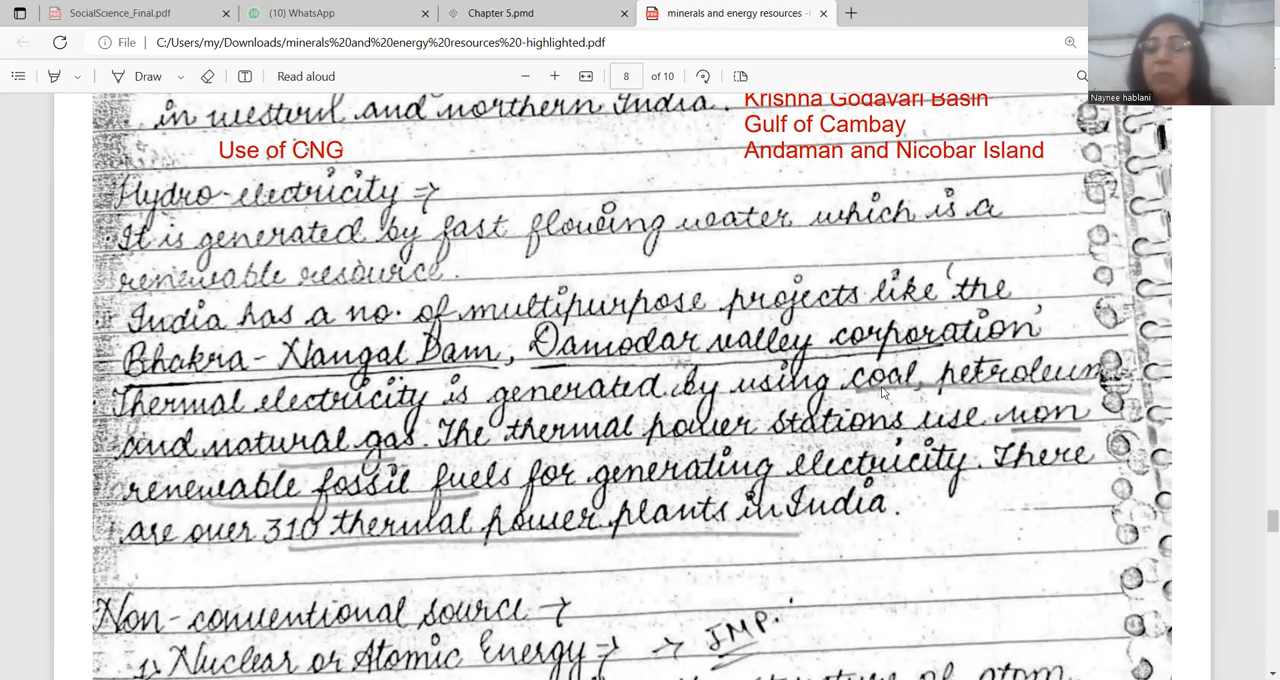 SocialScience_Final.pdf
(10) WhatsApp
Chapter 5.pmd
minerals and energy resources -
File
C:/Users/my/Downloads/minerals%20and%20energy%20resources%20-highlighted.pdf
Draw
Read aloud
8 of 10
Naynee hablani
in western and northern India.
Krishna Godavari Basin
Gulf of Cambay
Use of CNG
Andaman and Nicobar Island
Hydro-electricity ⇒
It is generated by fast flowing water which is a
renewable resource.
India has a no. of multipurpose projects like the
Bhakra-Nangal Dam, Damodar valley corporation
Thermal electricity is generated by using coal, petroleum
and natural gas. The thermal power stations use non
renewable fossil fuels for generating electricity. There
are over 310 thermal power plants in India.
Non-conventional source →
1) Nuclear or Atomic Energy ⇒ → IMP.
structure of atom